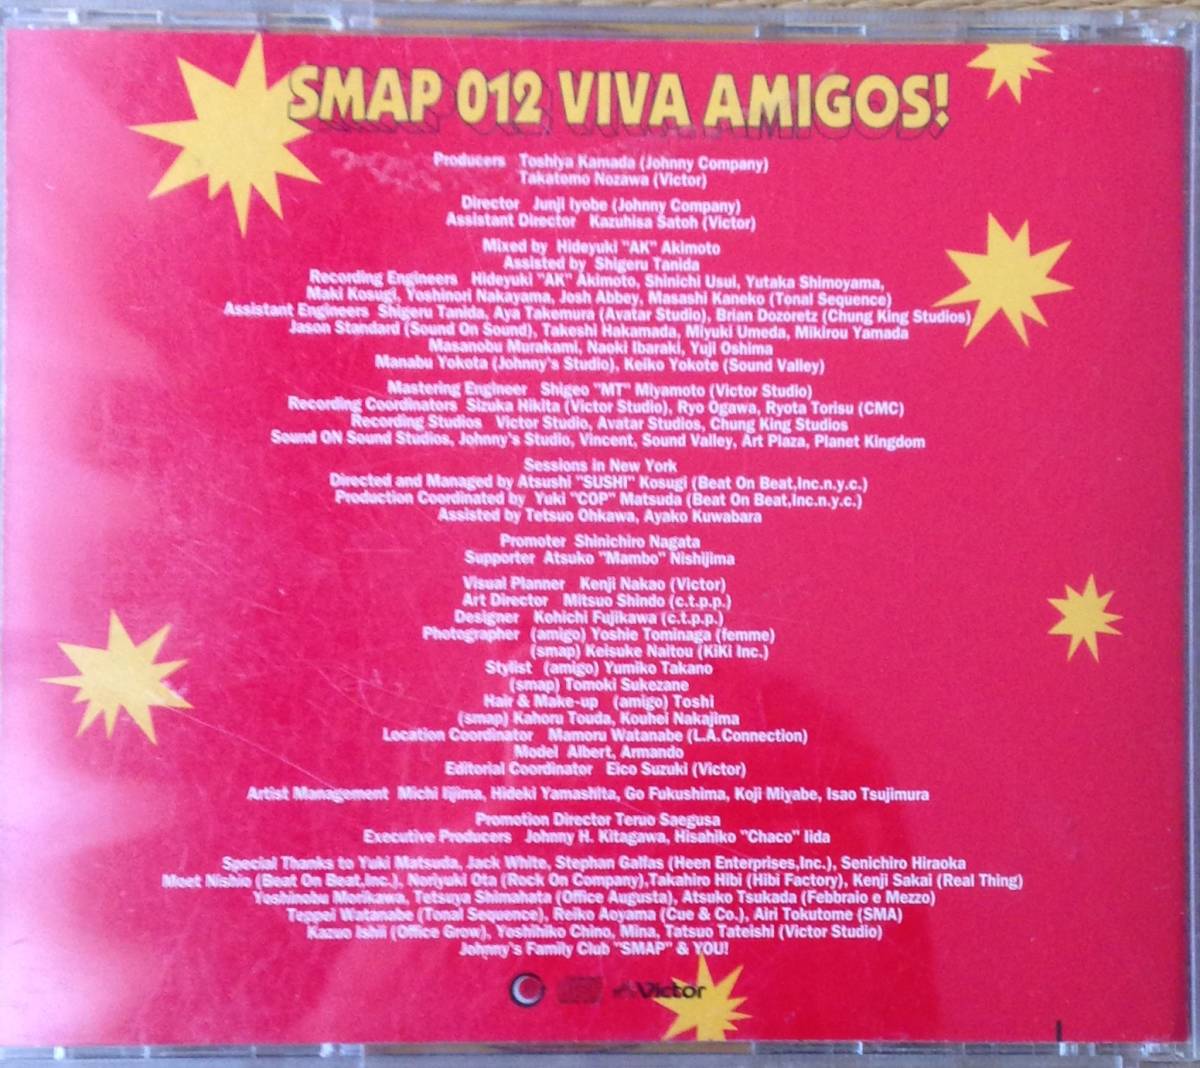 SMAP 012 VIVA AMIGOS!
Producers Toshiya Kamada (Johnny Company)
Takatomo Nozawa (Victor)
Director Junji Iyobe (Johnny Company)
Assistant Director Kazuhisa Satoh (Victor)
Mixed by Hideyuki "AK" Akimoto
Assisted by Shigeru Tanida
Recording Engineers Hideyuki "AK" Akimoto, Shinichi Usui, Yutaka Shimoyama,
Maki Kosugi, Yoshinori Nakayama, Josh Abbey, Masashi Kaneko (Tonal Sequence)
Assistant Engineers Shigeru Tanida, Aya Takemura (Avatar Studio), Brian Dozoretz (Chung King Studios)
Jason Standard (Sound On Sound), Takeshi Hakamada, Miyuki Umeda, Mikirou Yamada
Masanobu Murakami, Naoki Ibaraki, Yuji Oshima
Manabu Yokota (Johnny's Studio), Keiko Yokote (Sound Valley)
Mastering Engineer Shigeo "MT" Miyamoto (Victor Studio)
Recording Coordinators Sizuka Hikita (Victor Studio), Ryo Ogawa, Ryota Torisu (CMC)
Recording Studios Victor Studio, Avatar Studios, Chung King Studios
Sound ON Sound Studios, Johnny's Studio, Vincent, Sound Valley, Art Plaza, Planet Kingdom
Sessions in New York
Directed and Managed by Atsushi "SUSHI" Kosugi (Beat On Beat,Inc.n.y.c.)
Production Coordinated by Yuki "COP" Matsuda (Beat On Beat,Inc.n.y.c.)
Assisted by Tetsuo Ohkawa, Ayako Kuwabara
Promoter Shinichiro Nagata
Supporter Atsuko "Mambo" Nishijima
Visual Planner Kenji Nakao (Victor)
Art Director Mitsuo Shindo (c.t.p.p.)
Designer Kohichi Fujikawa (c.t.p.p.)
Photographer (amigo) Yoshie Tominaga (femme)
(smap) Keisuke Naitou (KiKi Inc.)
Stylist (amigo) Yumiko Takano
(smap) Tomoki Sukezane
Hair & Make-up (amigo) Toshi
(smap) Kahoru Touda, Kouhei Nakajima
Location Coordinator Mamoru Watanabe (L.A.Connection)
Model Albert, Armando
Editorial Coordinator Eico Suzuki (Victor)
Artist Management Michi Iijima, Hideki Yamashita, Go Fukushima, Koji Miyabe, Isao Tsujimura
Promotion Director Teruo Saegusa
Executive Producers Johnny H. Kitagawa, Hisahiko "Chaco" Iida
Special Thanks to Yuki Matsuda, Jack White, Stephan Galfas (Heen Enterprises,Inc.), Senichiro Hiraoka
Moet Nishio (Beat On Beat,Inc.), Noriyuki Ota (Rock On Company),Takahiro Hibi (Hibi Factory), Kenji Sakai (Real Thing)
Yoshinobu Morikawa, Tetsuya Shimahata (Office Augusta), Atsuko Tsukada (Febbraio e Mezzo)
Teppei Watanabe (Tonal Sequence), Reiko Aoyama (Cue & Co.), Airi Tokutome (SMA)
Kazuo Ishii (Office Grow), Yoshihiko Chino, Mina, Tatsuo Tateishi (Victor Studio)
Johnny's Family Club "SMAP" & YOU!
Victor